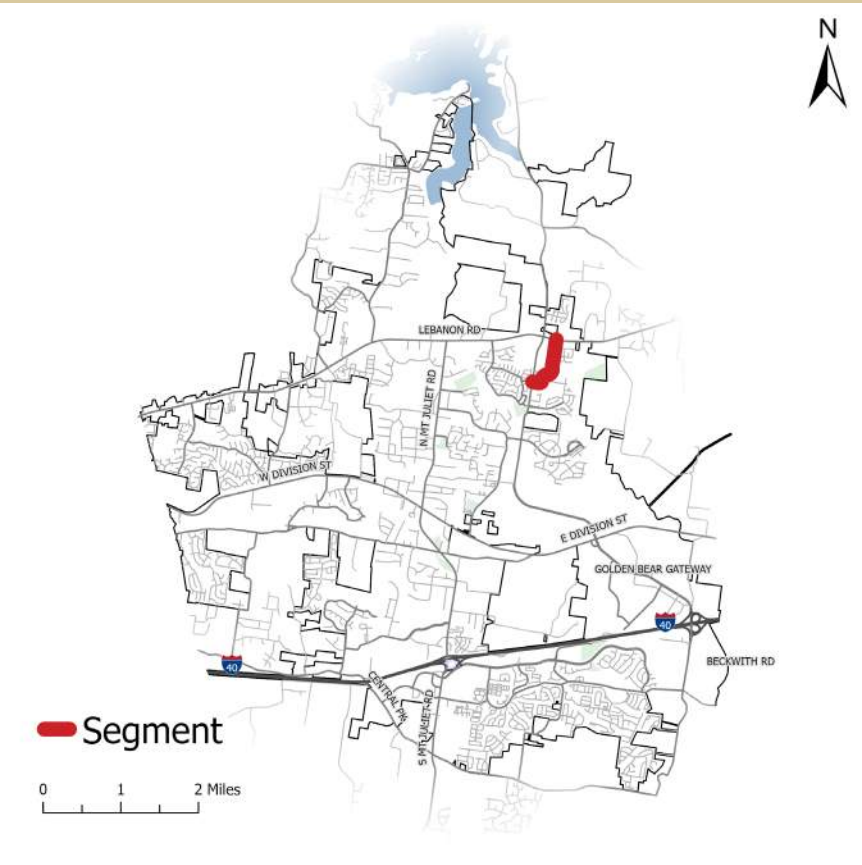 N
LEBANON RD
N MT JULIET RD
W DIVISION ST
E DIVISION ST
GOLDEN BEAR GATEWAY
40
BECKWITH RD
40
CENTRAL PK
S MT JULIET RD
Segment
0 1 2 Miles